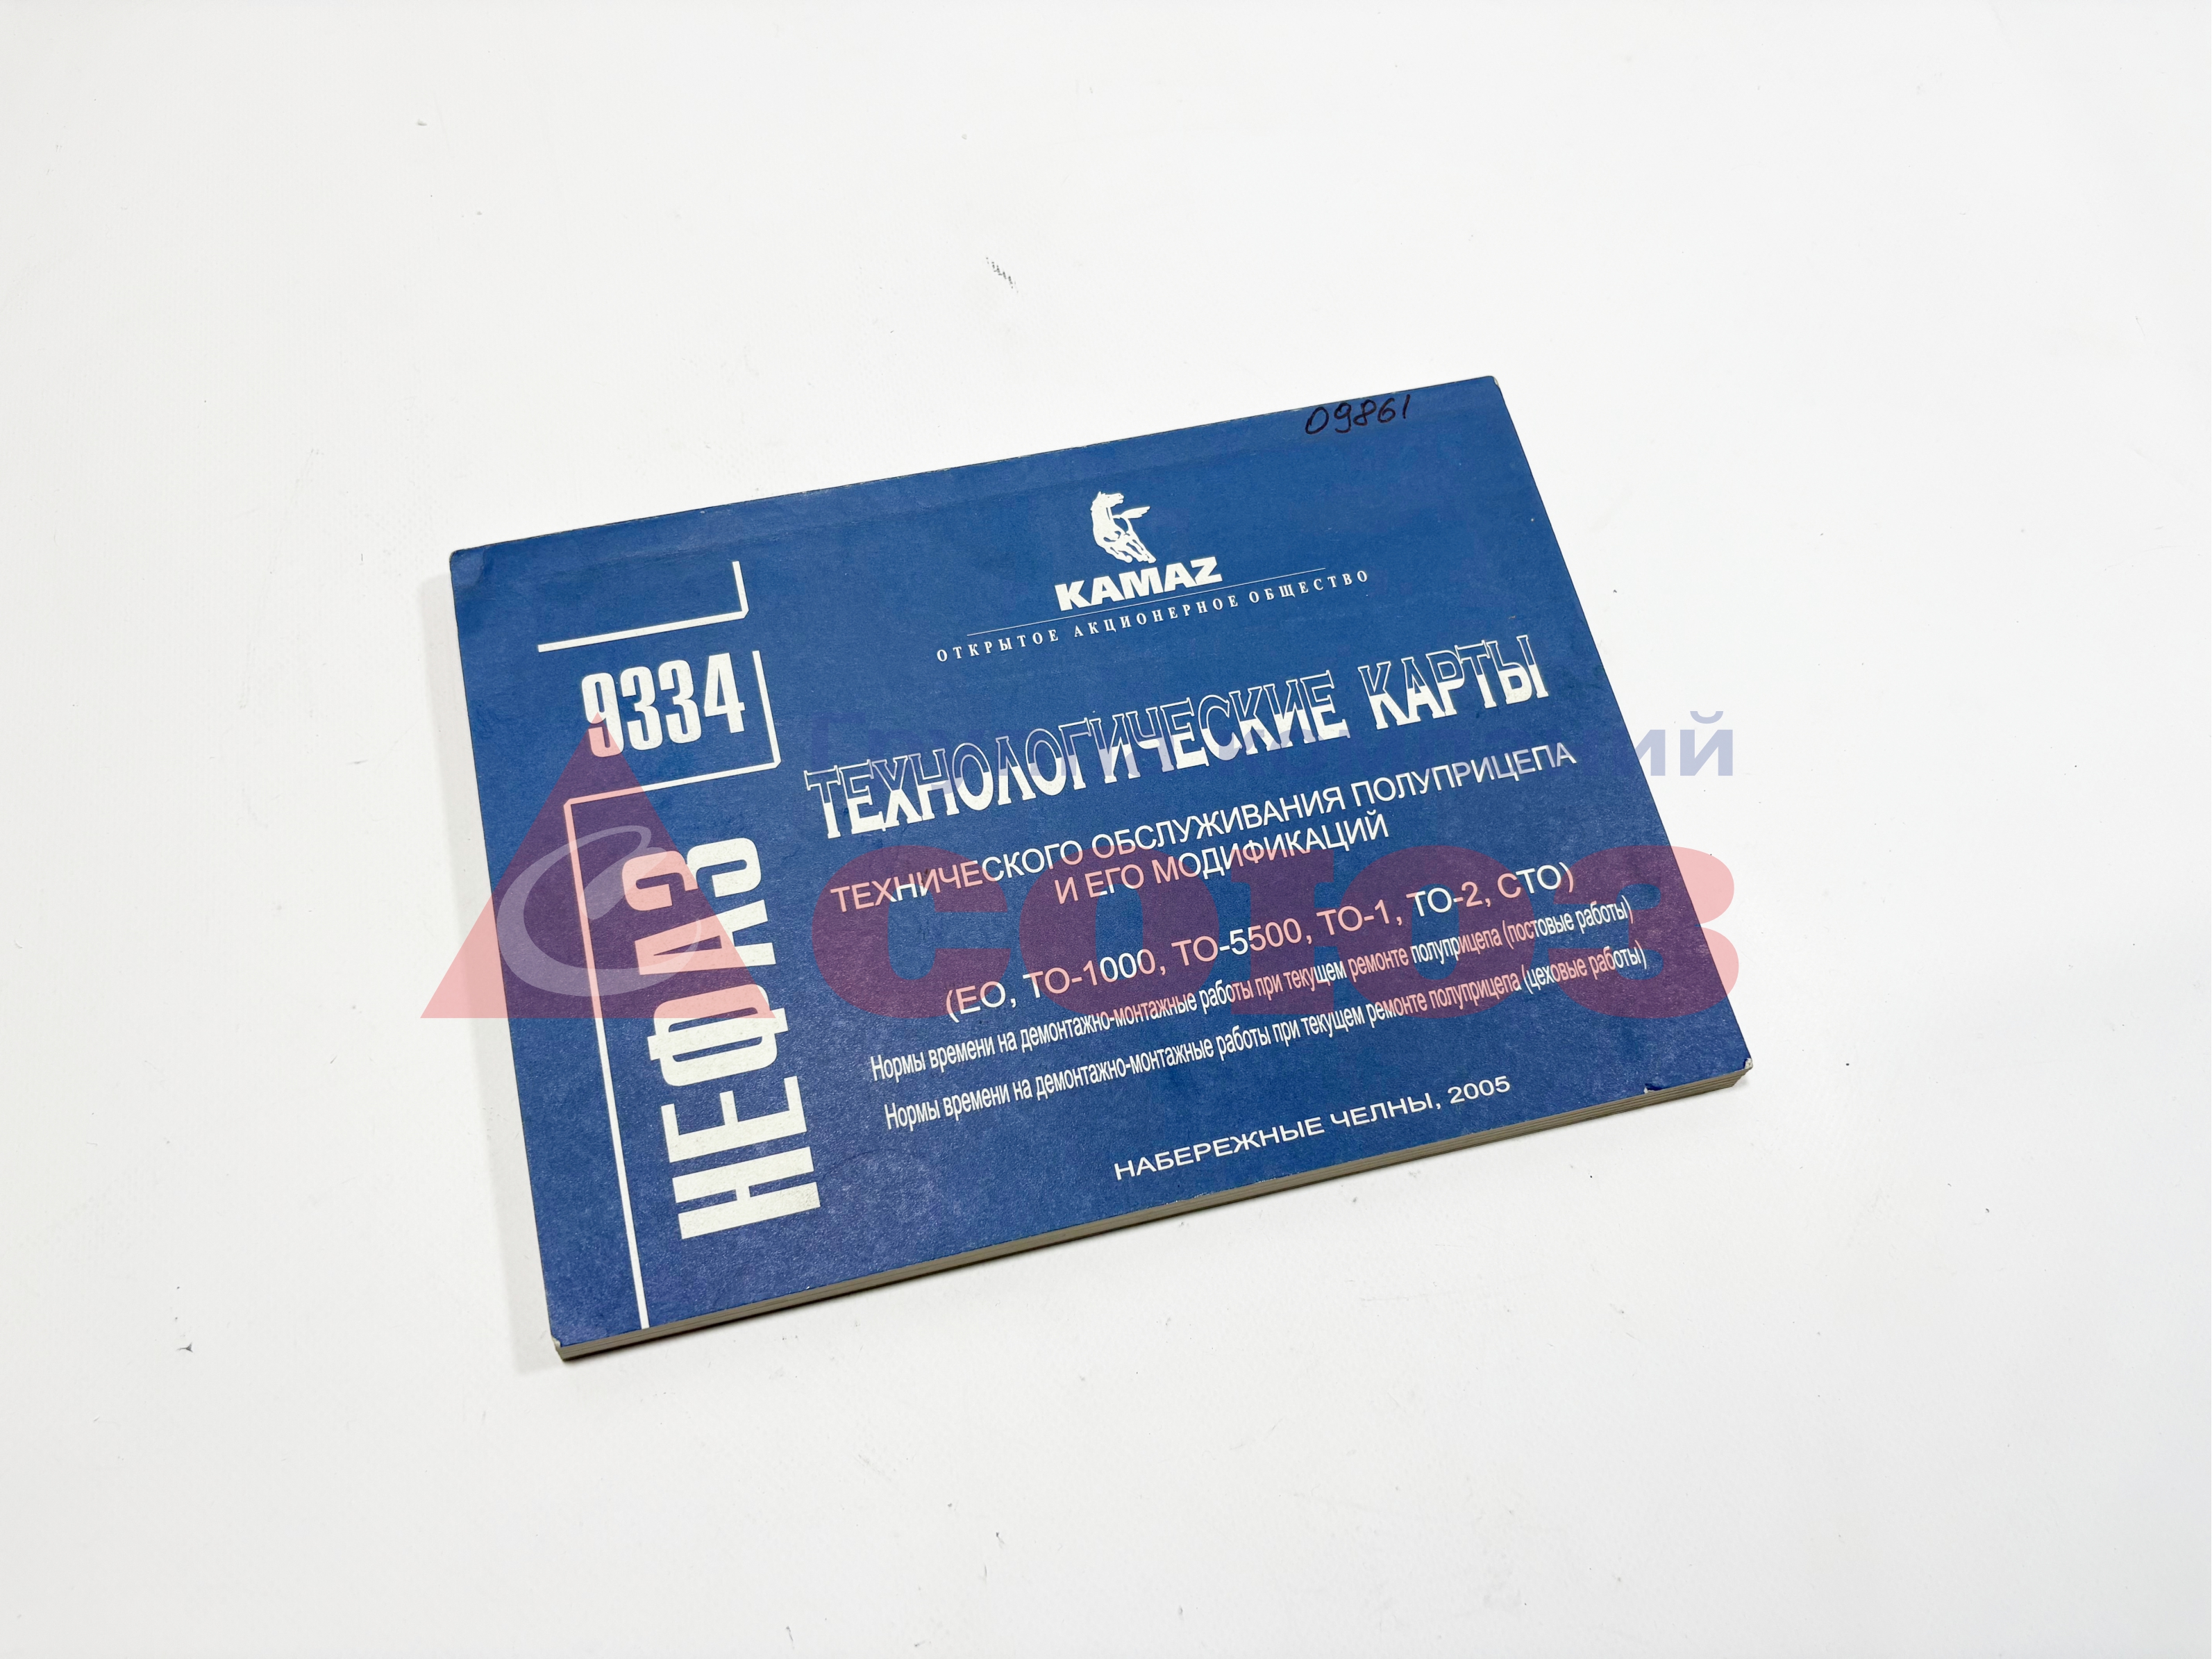 09861
KAMAZ
ОТКРЫТОЕ АКЦИОНЕРНОЕ ОБЩЕСТВО
9334
НЕФАЗ
ТЕХНОЛОГИЧЕСКИЕ КАРТЫ
ТЕХНИЧЕСКОГО ОБСЛУЖИВАНИЯ ПОЛУПРИЦЕПА
И ЕГО МОДИФИКАЦИЙ
(ЕО, ТО-1000, ТО-5500, ТО-1, ТО-2, СТО)
Нормы времени на демонтажно-монтажные работы при текущем ремонте полуприцепа (постовые работы)
Нормы времени на демонтажно-монтажные работы при текущем ремонте полуприцепа (цеховые работы)
НАБЕРЕЖНЫЕ ЧЕЛНЫ, 2005
союз